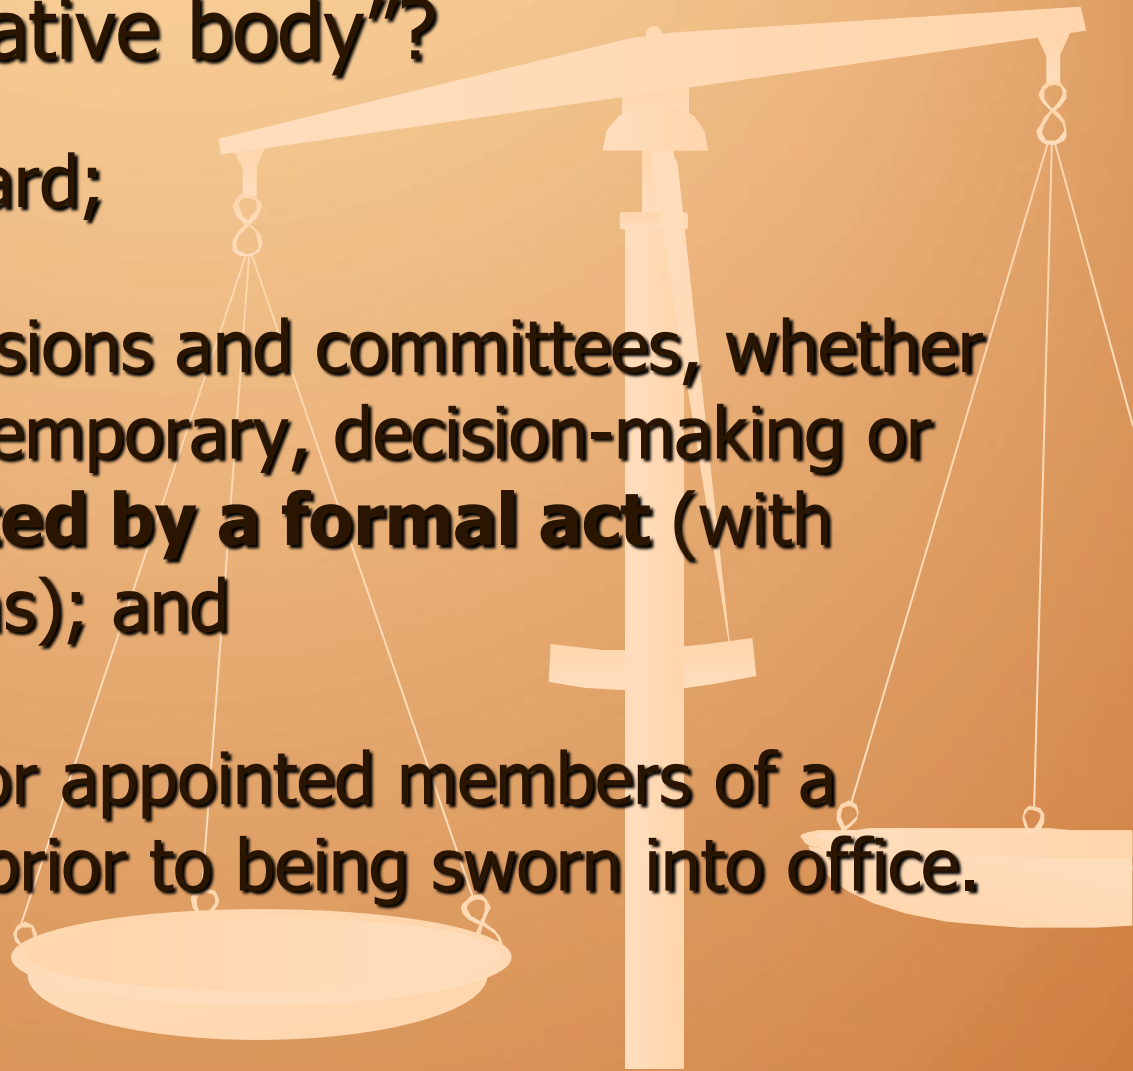 ative body”?
ard;
sions and committees, whether
emporary, decision-making or
ted by a formal act (with
ns); and
or appointed members of a
prior to being sworn into office.